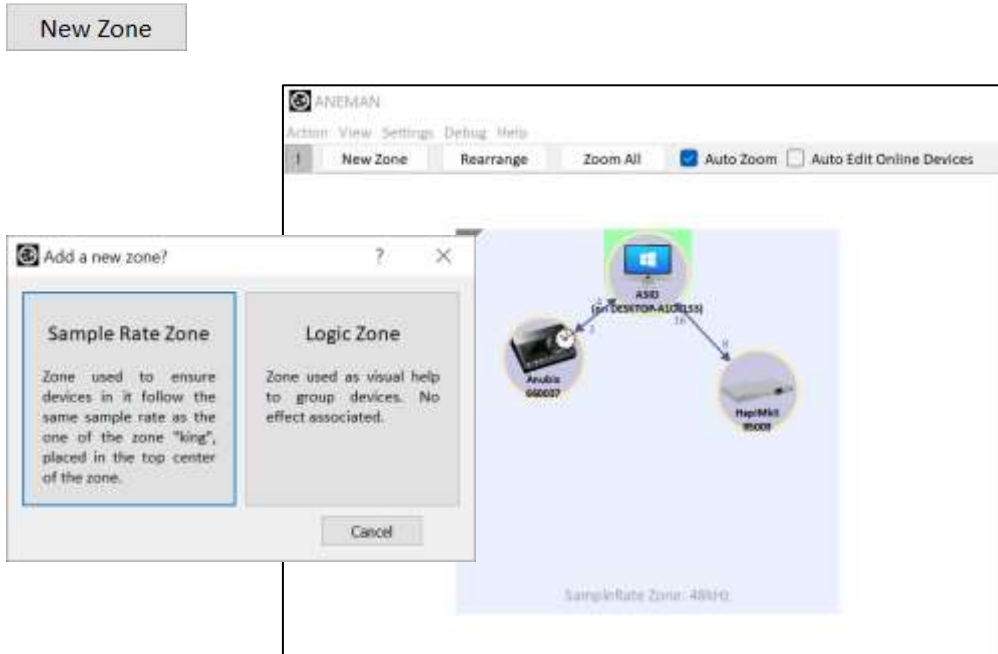 New Zone
ANEMAN
Action View Settings Debug Help
New Zone Rearrange Zoom All Auto Zoom Auto Edit Online Devices
Add a new zone? ?
Sample Rate Zone
Zone used to ensure
devices in it follow the
same sample rate as the
one of the zone "king",
placed in the top center
of the zone.
Logic Zone
Zone used as visual help
to group devices. No
effect associated.
Cancel
ASIO
16
8
Anubis
HapiMkII
SampleRate Zone: 48kHz